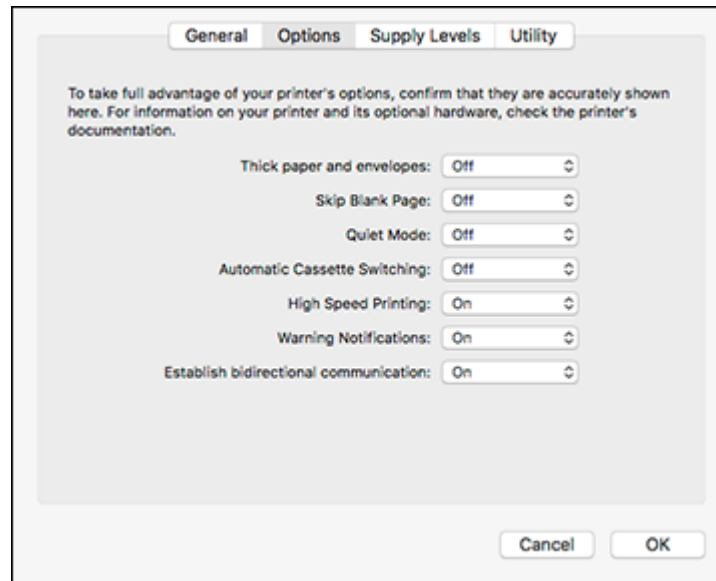 General Options Supply Levels Utility
To take full advantage of your printer's options, confirm that they are accurately shown
here. For information on your printer and its optional hardware, check the printer's
documentation.
Thick paper and envelopes: Off
Skip Blank Page: Off
Quiet Mode: Off
Automatic Cassette Switching: Off
High Speed Printing: On
Warning Notifications: On
Establish bidirectional communication: On
Cancel OK